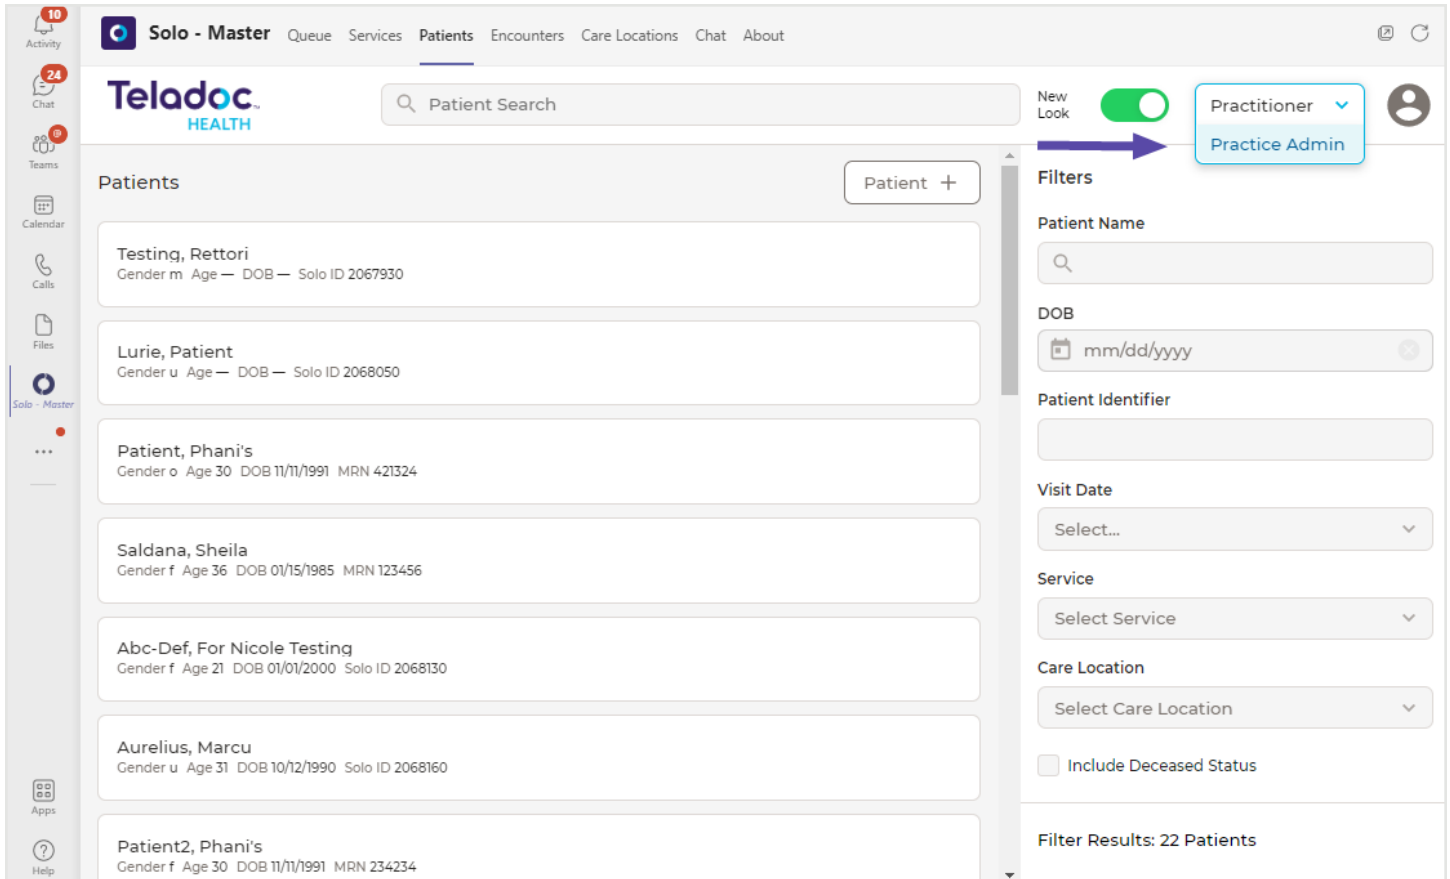 10
Activity
24
Chat
@
Teams
Calendar
Calls
Files
Solo - Master
Apps
Help
Solo - Master Queue Services Patients Encounters Care Locations Chat About
Teladoc™
HEALTH
Patient Search
New
Look
Practitioner
Practice Admin
Patients
Patient +
Testing, Rettori
Gender m Age — DOB — Solo ID 2067930
Lurie, Patient
Gender u Age — DOB — Solo ID 2068050
Patient, Phani's
Gender o Age 30 DOB 11/11/1991 MRN 421324
Saldana, Sheila
Gender f Age 36 DOB 01/15/1985 MRN 123456
Abc-Def, For Nicole Testing
Gender f Age 21 DOB 01/01/2000 Solo ID 2068130
Aurelius, Marcu
Gender u Age 31 DOB 10/12/1990 Solo ID 2068160
Patient2, Phani's
Gender f Age 30 DOB 11/11/1991 MRN 234234
Filters
Patient Name
DOB
mm/dd/yyyy
Patient Identifier
Visit Date
Select...
Service
Select Service
Care Location
Select Care Location
Include Deceased Status
Filter Results: 22 Patients